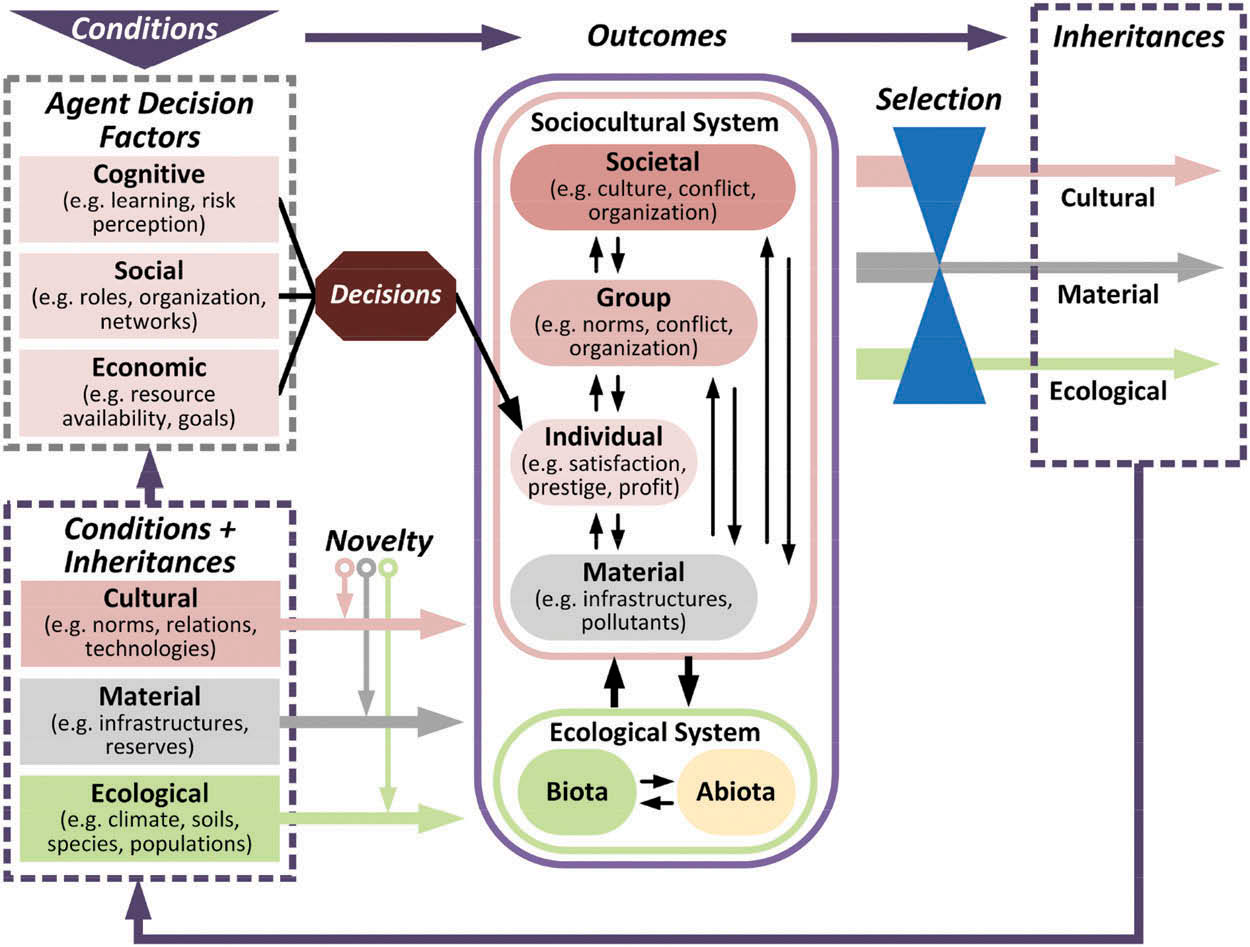 Conditions
Outcomes
Inheritances
Agent Decision
Factors
Cognitive
(e.g. learning, risk
perception)
Social
(e.g. roles, organization,
networks)
Economic
(e.g. resource
availability, goals)
Decisions
Conditions +
Inheritances
Cultural
(e.g. norms, relations,
technologies)
Material
(e.g. infrastructures,
reserves)
Ecological
(e.g. climate, soils,
species, populations)
Novelty
Sociocultural System
Societal
(e.g. culture, conflict,
organization)
Group
(e.g. norms, conflict,
organization)
Individual
(e.g. satisfaction,
prestige, profit)
Material
(e.g. infrastructures,
pollutants)
Ecological System
Biota
Abiota
Selection
Cultural
Material
Ecological